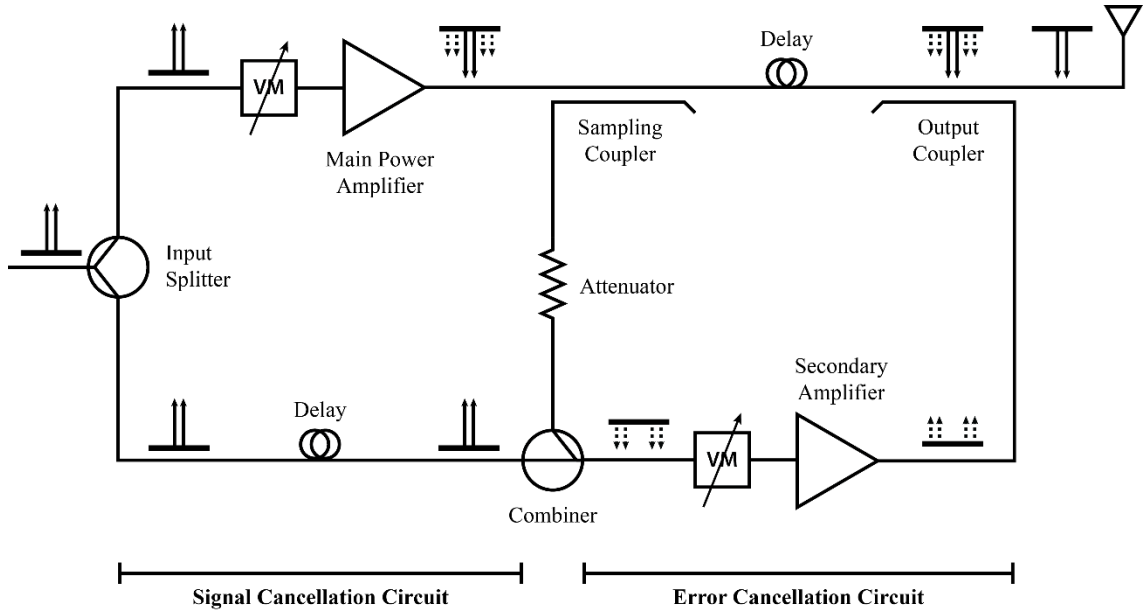 Delay
VM
Sampling
Coupler
Output
Coupler
Main Power
Amplifier
Input
Splitter
Attenuator
Secondary
Amplifier
Delay
VM
Combiner
Signal Cancellation Circuit
Error Cancellation Circuit